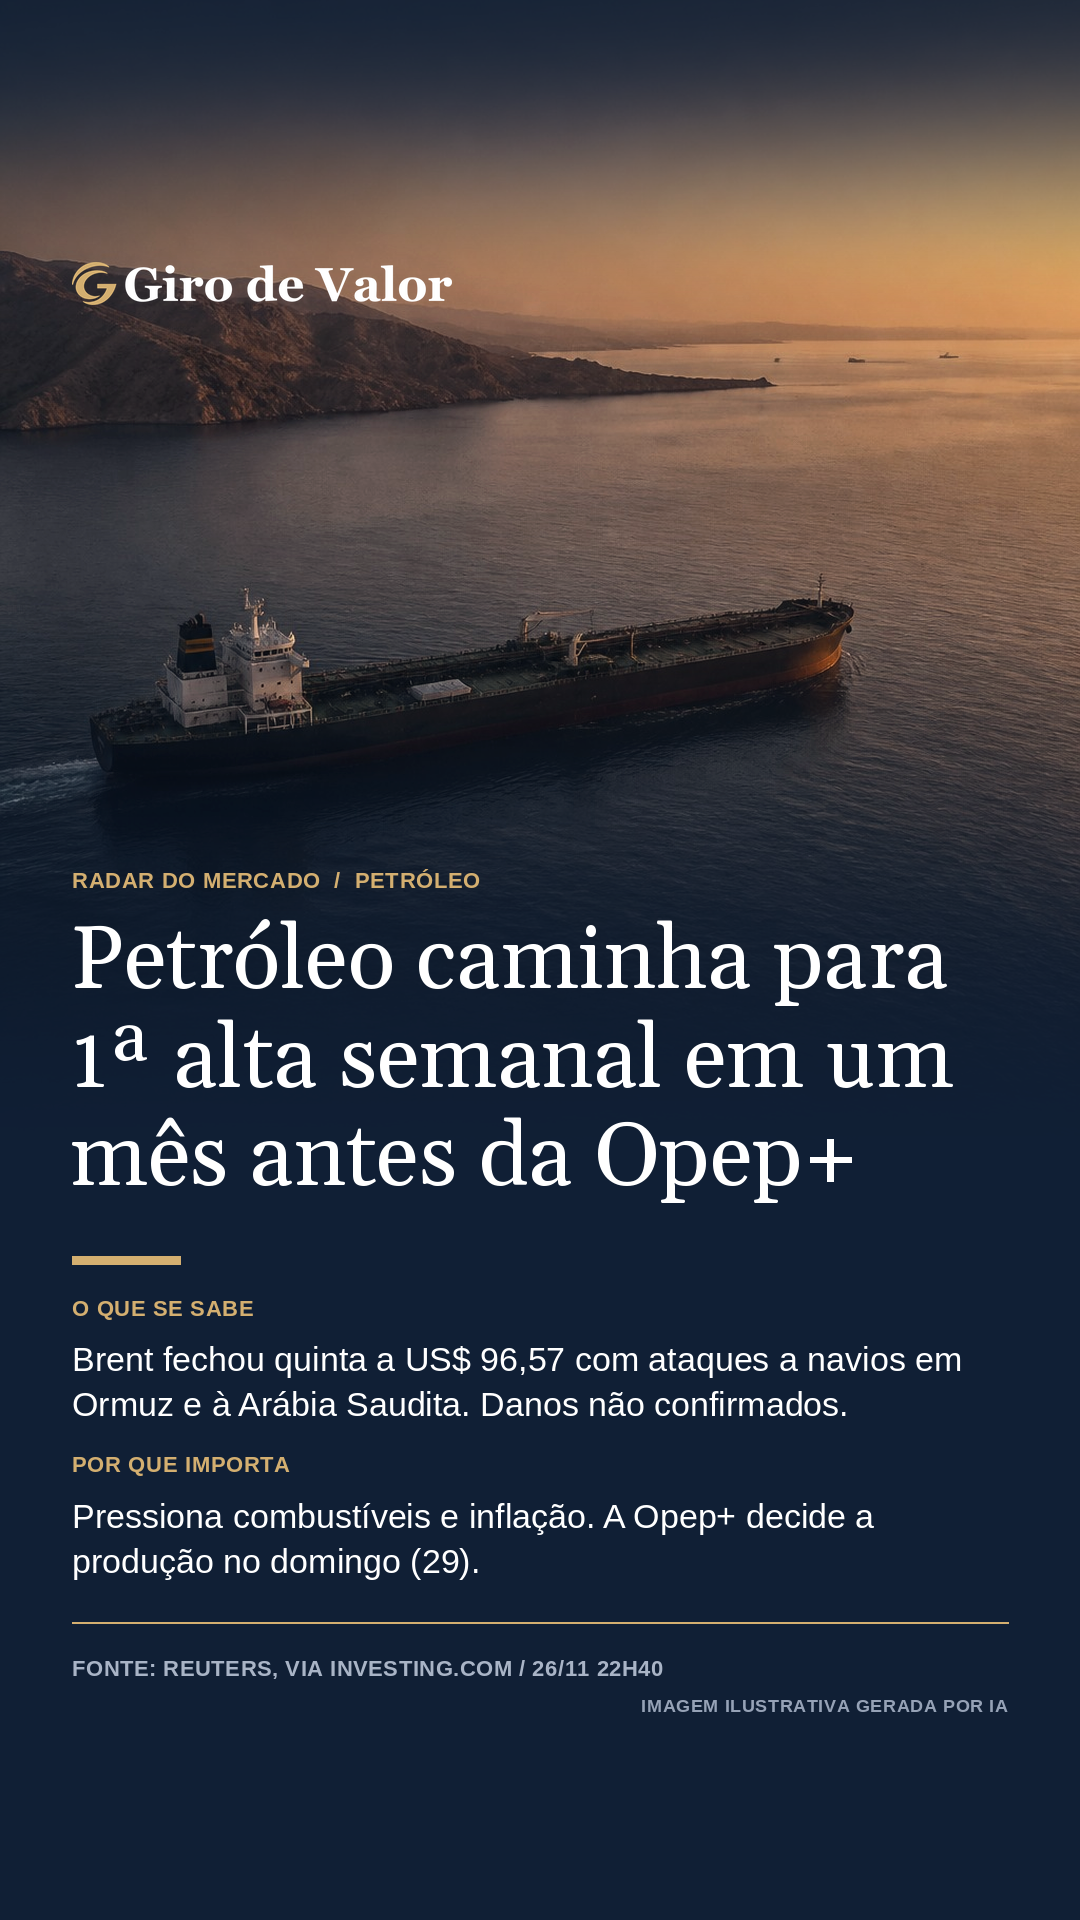 Giro de Valor
RADAR DO MERCADO / PETRÓLEO
Petróleo caminha para
1ª alta semanal em um
mês antes da Opep+
O QUE SE SABE
Brent fechou quinta a US$ 96,57 com ataques a navios em
Ormuz e à Arábia Saudita. Danos não confirmados.
POR QUE IMPORTA
Pressiona combustíveis e inflação. A Opep+ decide a
produção no domingo (29).
FONTE: REUTERS, VIA INVESTING.COM / 26/11 22H40
IMAGEM ILUSTRATIVA GERADA POR IA